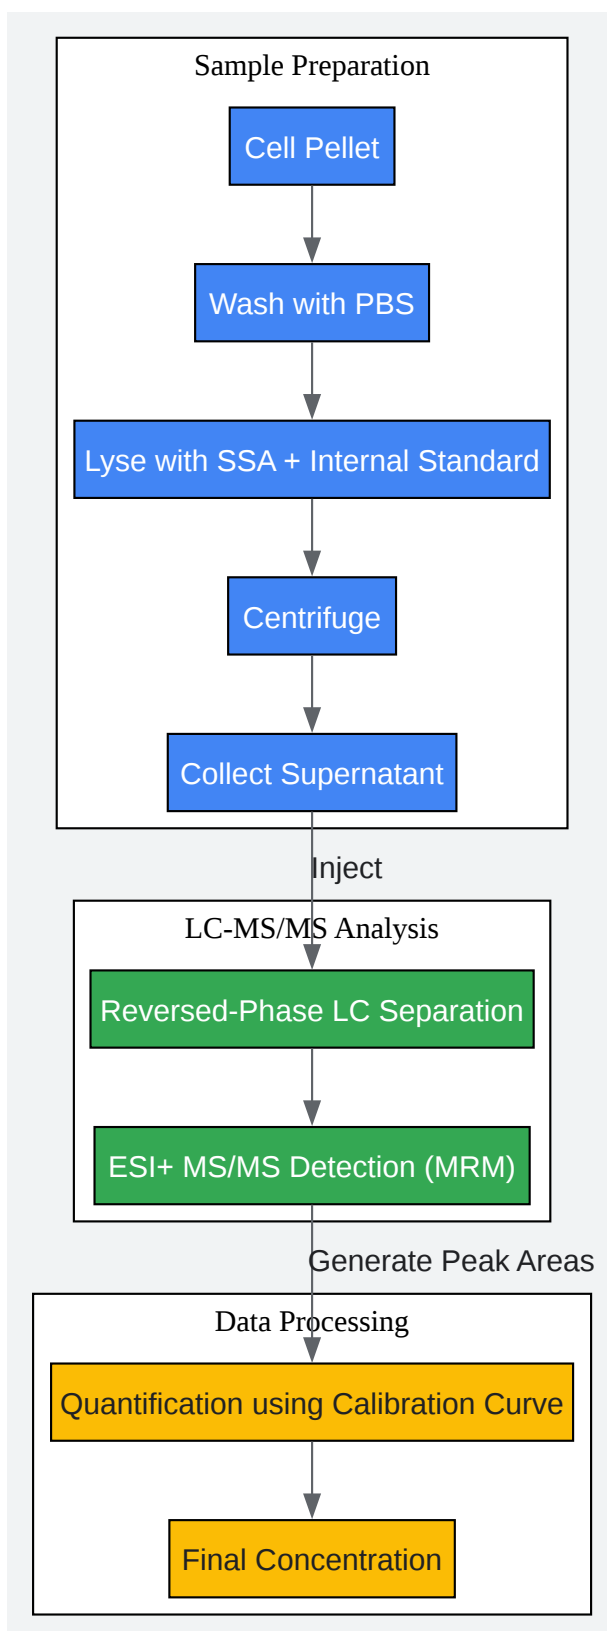 Sample Preparation
Cell Pellet
Wash with PBS
Lyse with SSA + Internal Standard
Centrifuge
Collect Supernatant
Inject
LC-MS/MS Analysis
Reversed-Phase LC Separation
ESI+ MS/MS Detection (MRM)
Generate Peak Areas
Data Processing
Quantification using Calibration Curve
Final Concentration